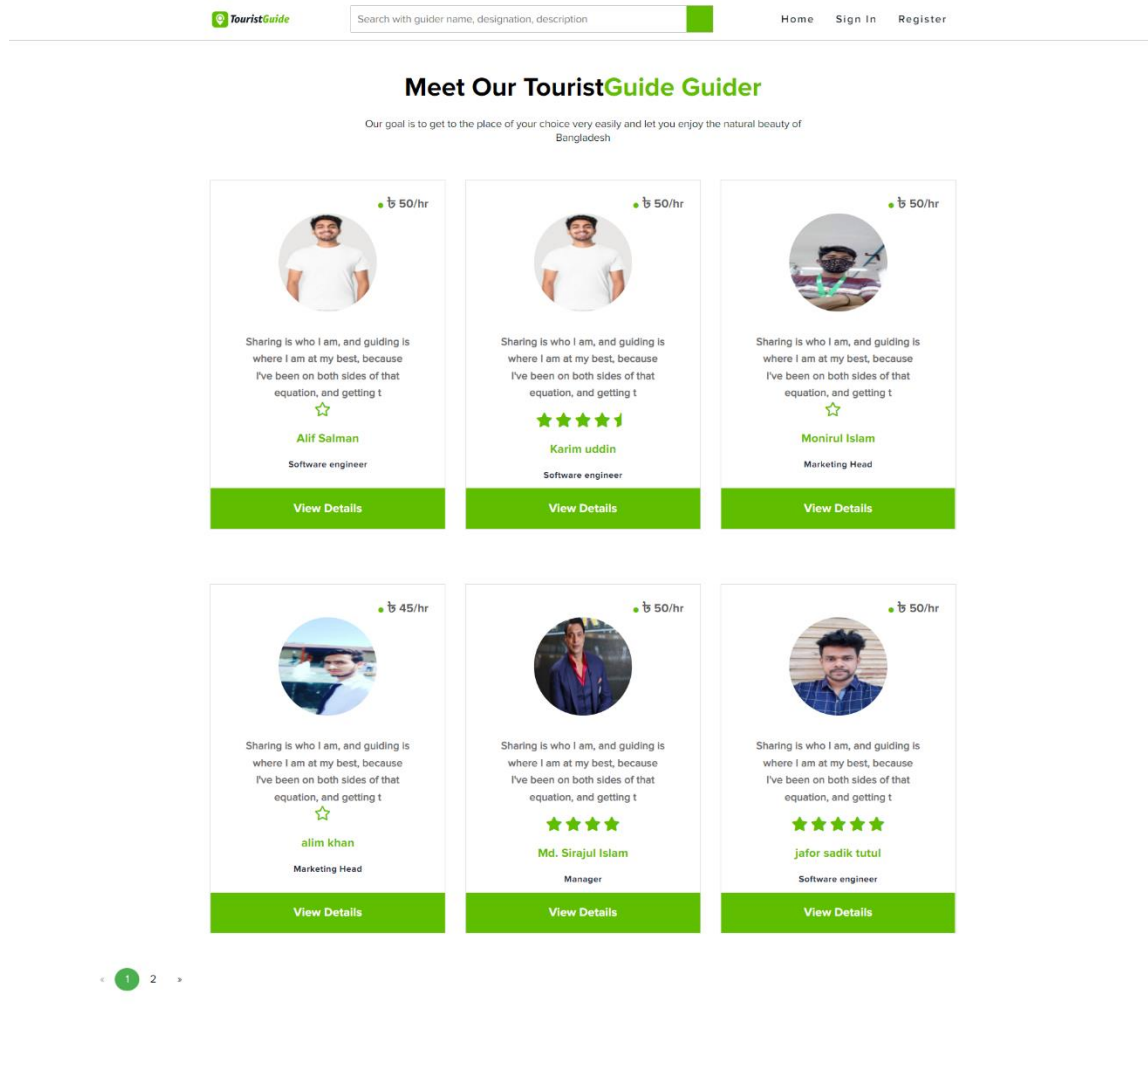 TouristGuide
Search with guider name, designation, description
Home Sign In Register
Meet Our TouristGuide Guider
Our goal is to get to the place of your choice very easily and let you enjoy the natural beauty of
Bangladesh
৳ 50/hr
Sharing is who I am, and guiding is
where I am at my best, because
I've been on both sides of that
equation, and getting t
Alif Salman
Software engineer
View Details
৳ 50/hr
Sharing is who I am, and guiding is
where I am at my best, because
I've been on both sides of that
equation, and getting t
Karim uddin
Software engineer
View Details
৳ 50/hr
Sharing is who I am, and guiding is
where I am at my best, because
I've been on both sides of that
equation, and getting t
Monirul Islam
Marketing Head
View Details
৳ 45/hr
Sharing is who I am, and guiding is
where I am at my best, because
I've been on both sides of that
equation, and getting t
alim khan
Marketing Head
View Details
৳ 50/hr
Sharing is who I am, and guiding is
where I am at my best, because
I've been on both sides of that
equation, and getting t
Md. Sirajul Islam
Manager
View Details
৳ 50/hr
Sharing is who I am, and guiding is
where I am at my best, because
I've been on both sides of that
equation, and getting t
jafor sadik tutul
Software engineer
View Details
« 1 2 »